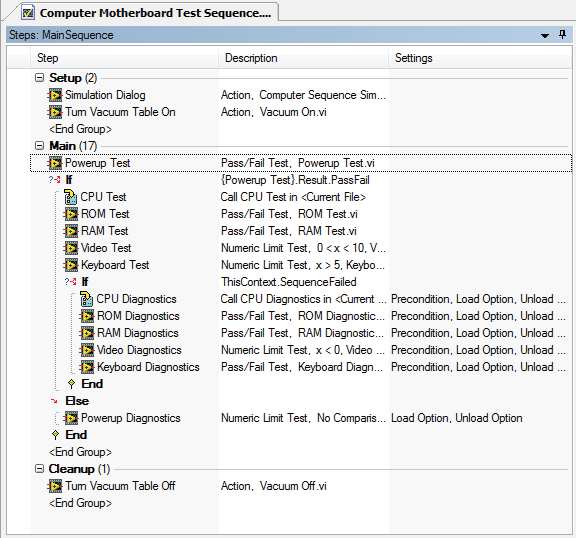 Computer Motherboard Test Sequence....
Steps: MainSequence
Step Description Settings
Setup (2)
Simulation Dialog Action, Computer Sequence Sim...
Turn Vacuum Table On Action, Vacuum On.vi
<End Group>
Main (17)
Powerup Test Pass/Fail Test, Powerup Test.vi
If {Powerup Test}.Result.PassFail
CPU Test Call CPU Test in <Current File>
ROM Test Pass/Fail Test, ROM Test.vi
RAM Test Pass/Fail Test, RAM Test.vi
Video Test Numeric Limit Test, 0 < x < 10, V...
Keyboard Test Numeric Limit Test, x > 5, Keybo...
If ThisContext.SequenceFailed
CPU Diagnostics Call CPU Diagnostics in <Current ... Precondition, Load Option, Unload ...
ROM Diagnostics Pass/Fail Test, ROM Diagnostic... Precondition, Load Option, Unload ...
RAM Diagnostics Pass/Fail Test, RAM Diagnostic... Precondition, Load Option, Unload ...
Video Diagnostics Numeric Limit Test, x < 0, Video ... Precondition, Load Option, Unload ...
Keyboard Diagnostics Pass/Fail Test, Keyboard Diagn... Precondition, Load Option, Unload ...
End
Else
Powerup Diagnostics Numeric Limit Test, No Comparis... Load Option, Unload Option
End
<End Group>
Cleanup (1)
Turn Vacuum Table Off Action, Vacuum Off.vi
<End Group>